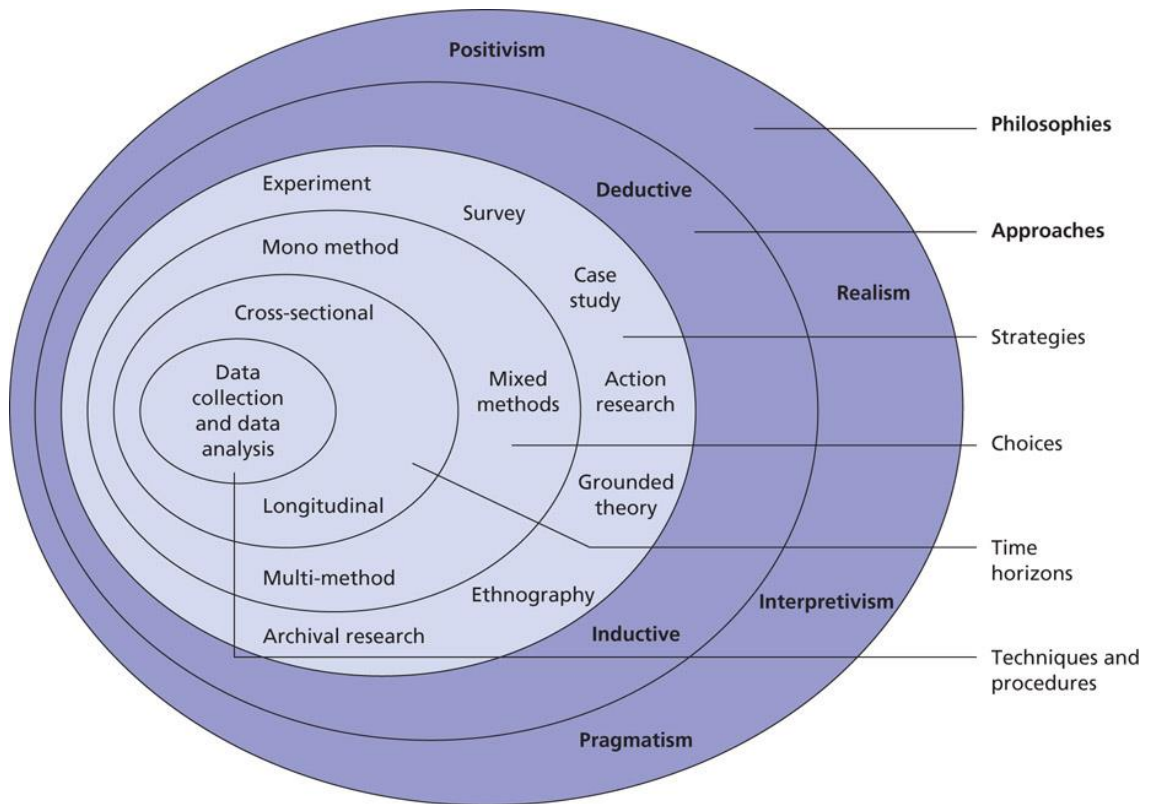 Positivism
Philosophies
Experiment
Deductive
Survey
Approaches
Mono method
Case
study
Realism
Cross-sectional
Strategies
Data
collection
and data
analysis
Mixed
methods
Action
research
Choices
Longitudinal
Grounded
theory
Time
horizons
Multi-method
Ethnography
Interpretivism
Archival research
Inductive
Techniques and
procedures
Pragmatism